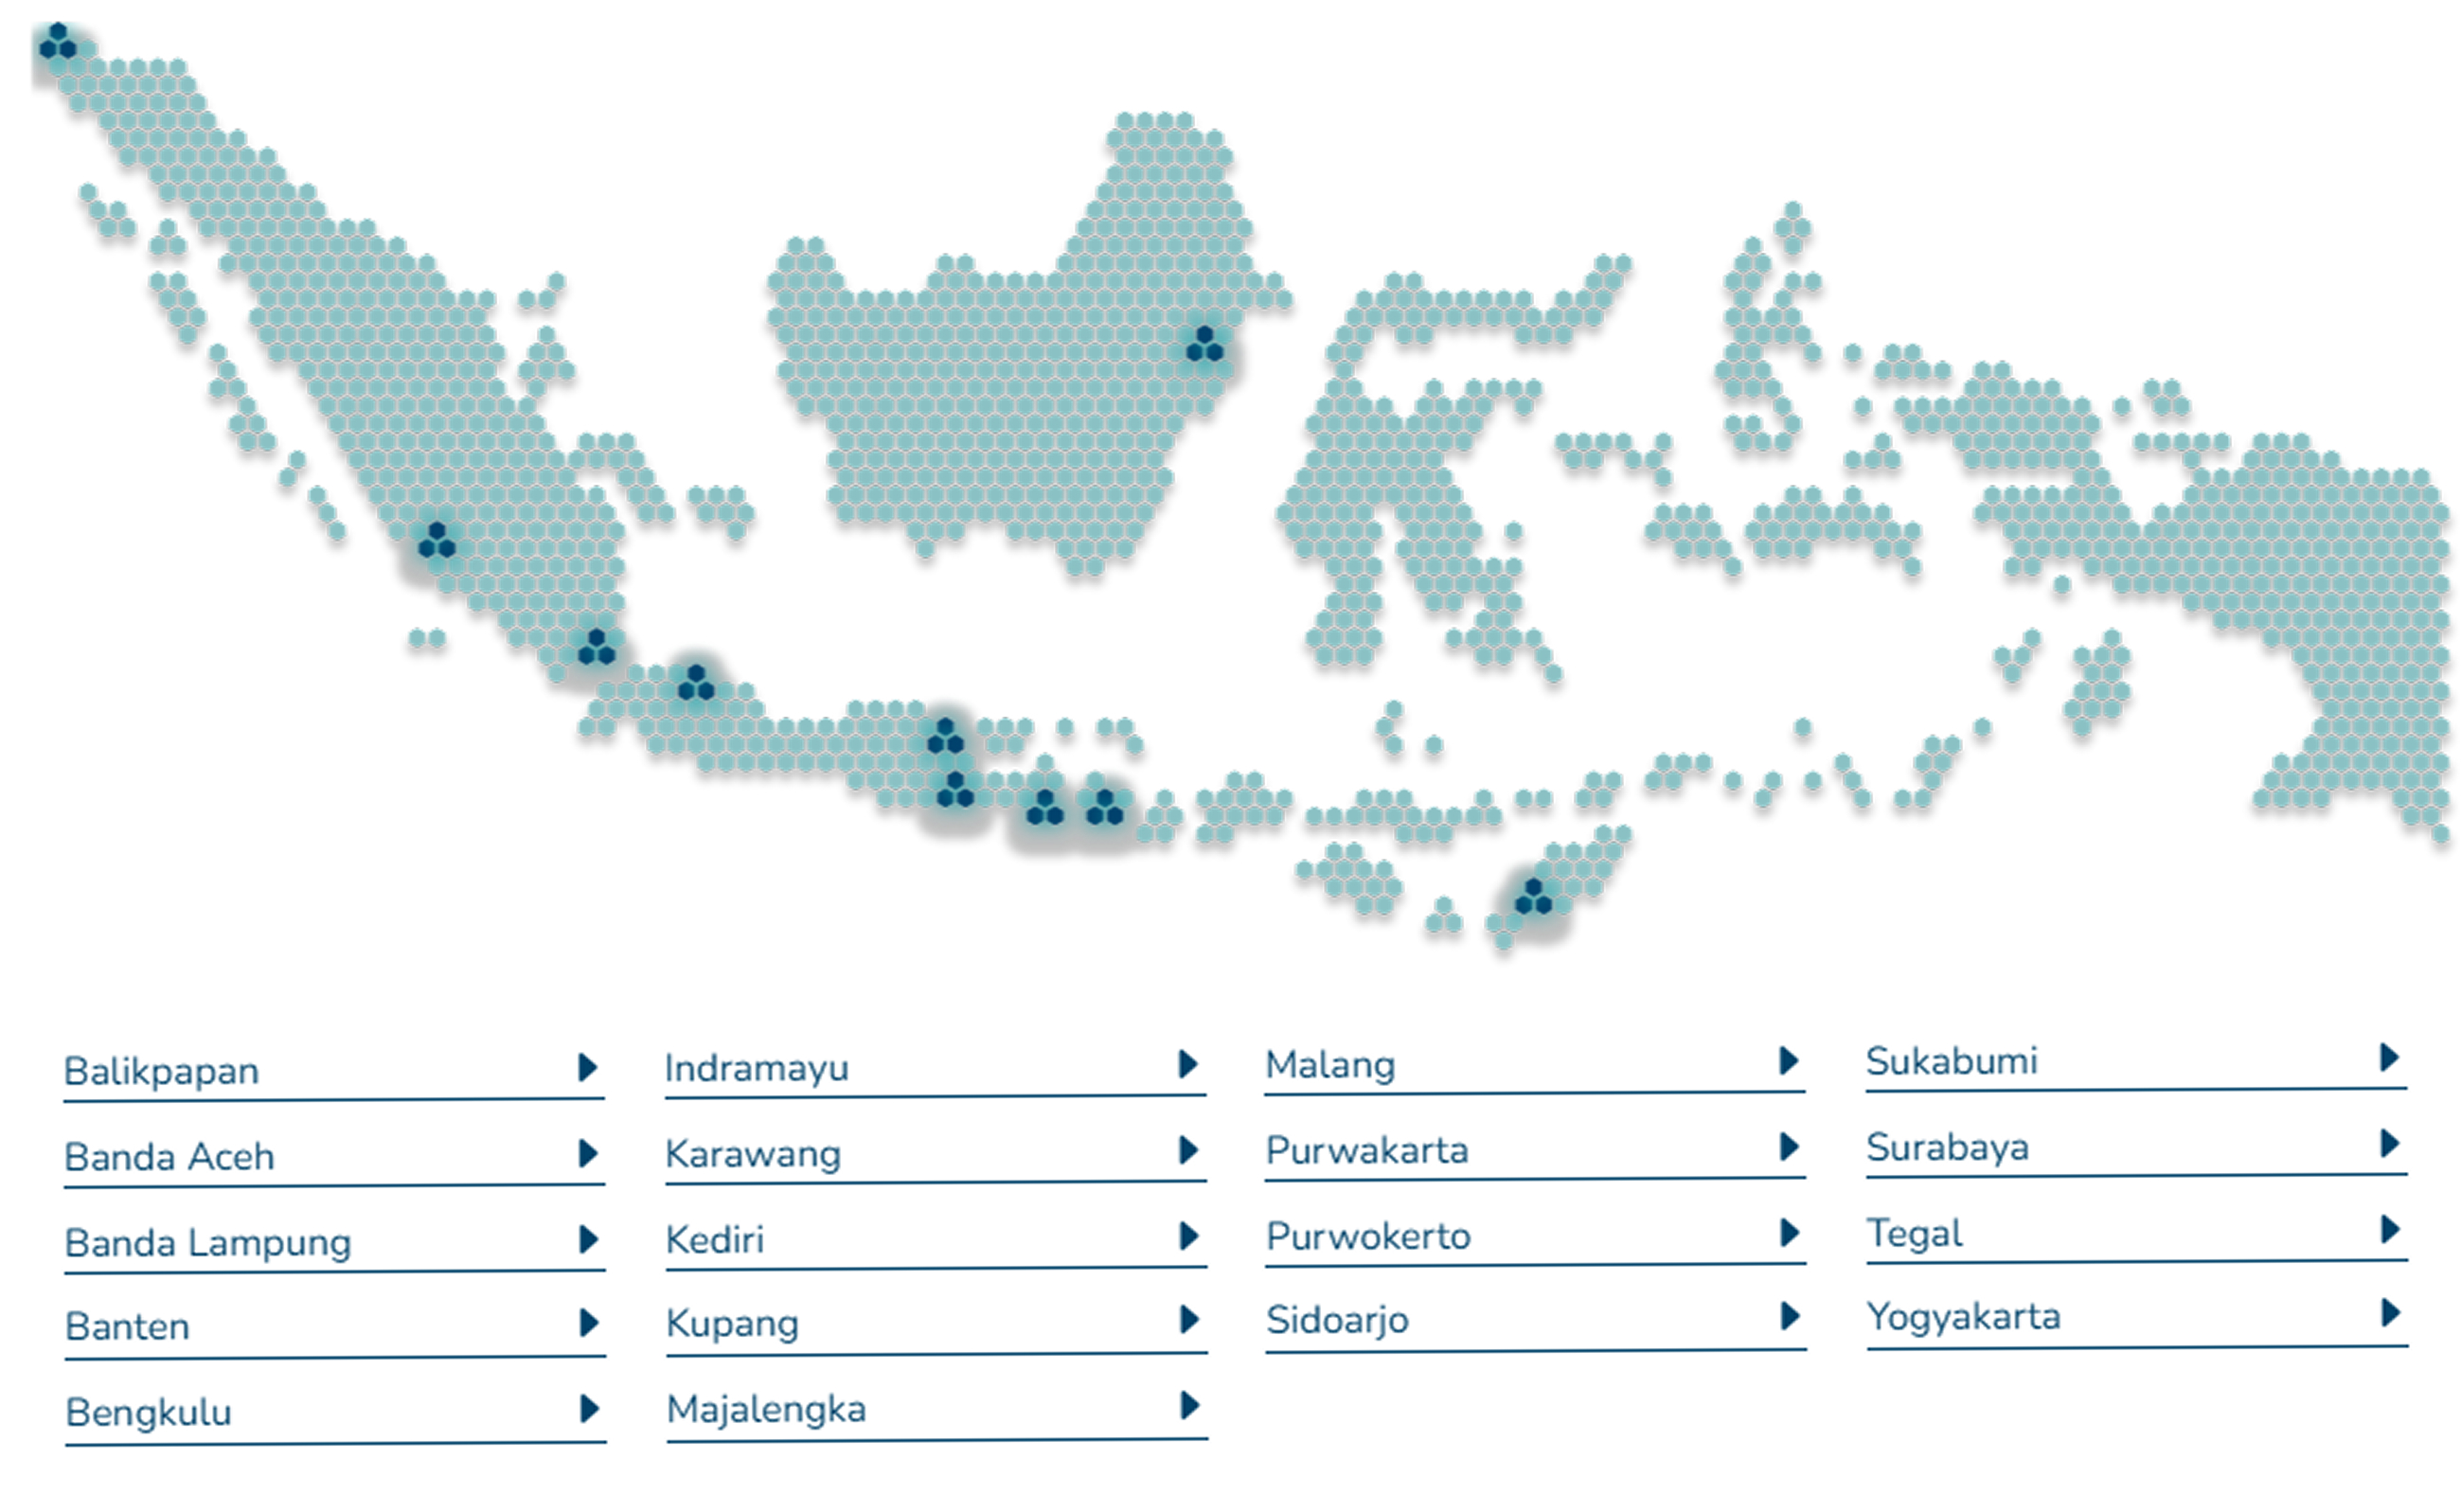 Balikpapan
Banda Aceh
Banda Lampung
Banten
Bengkulu
Indramayu
Karawang
Kediri
Kupang
Majalengka
Malang
Purwakarta
Purwokerto
Sidoarjo
Sukabumi
Surabaya
Tegal
Yogyakarta